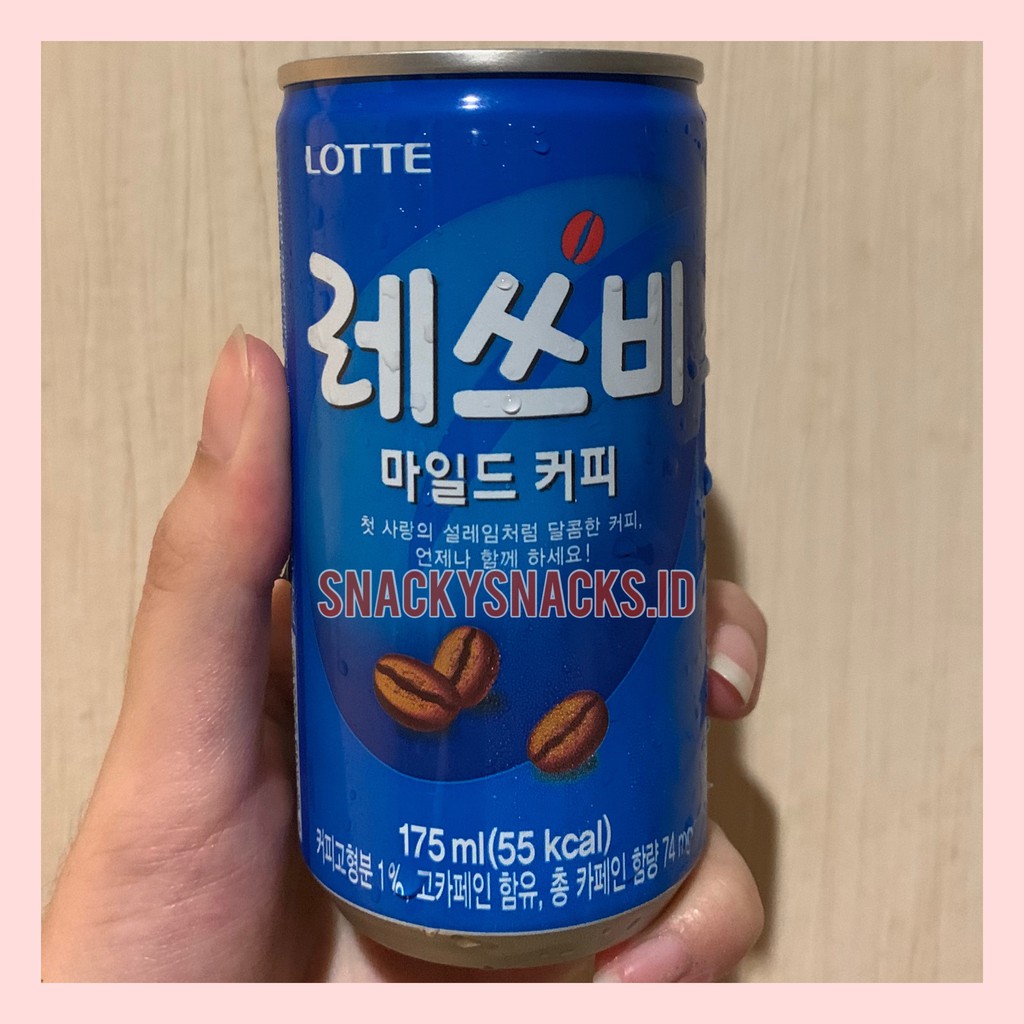 LOTTE
레쓰비
마일드 커피
첫 사랑의 설레임처럼 달콤한 커피,
언제나 함께 하세요!
SNACKYSNACKS.ID
175 ml(55 kcal)
커피고형분 1%, 고카페인 함유, 총 카페인 함량 74 mg